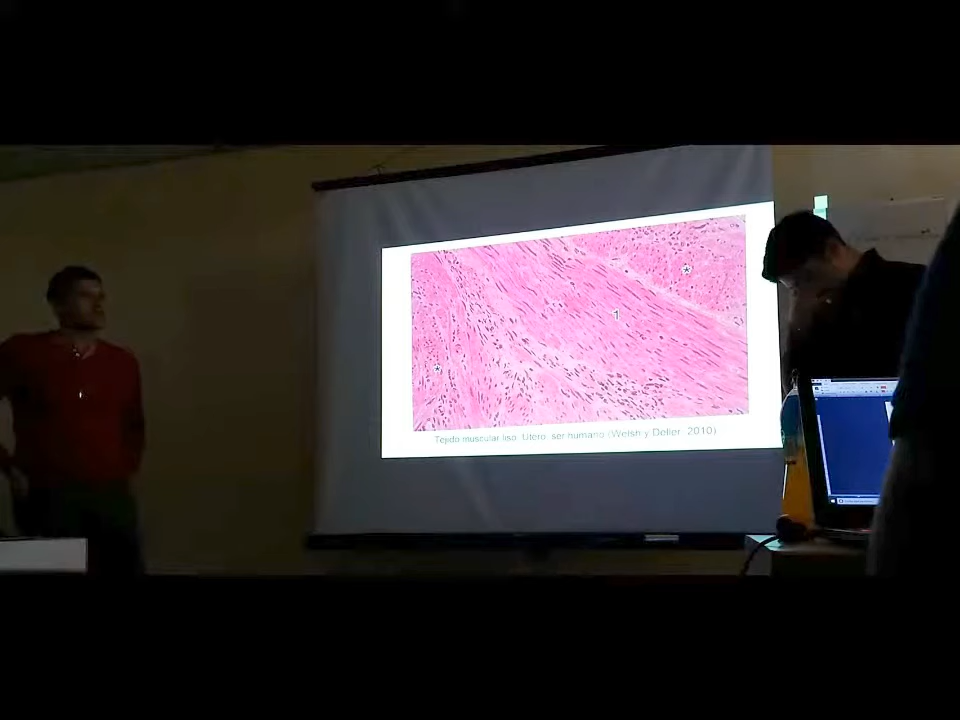 *
1
*
Tejido muscular liso. Útero, ser humano (Welsh y Deller, 2010)